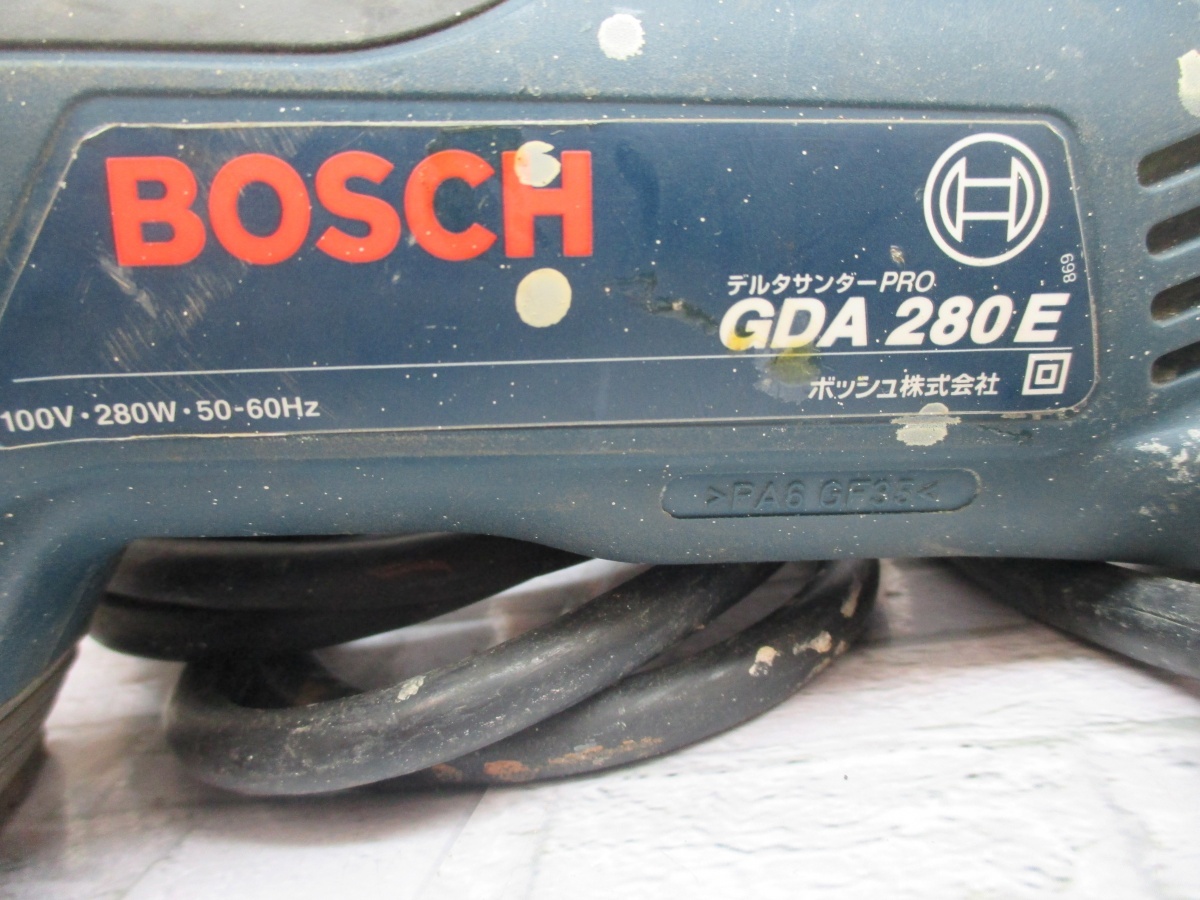 BOSCH
869
デルタサンダーPRO
GDA 280E
100V・280W・50-60Hz
ボッシュ株式会社
>PA6 GF35<